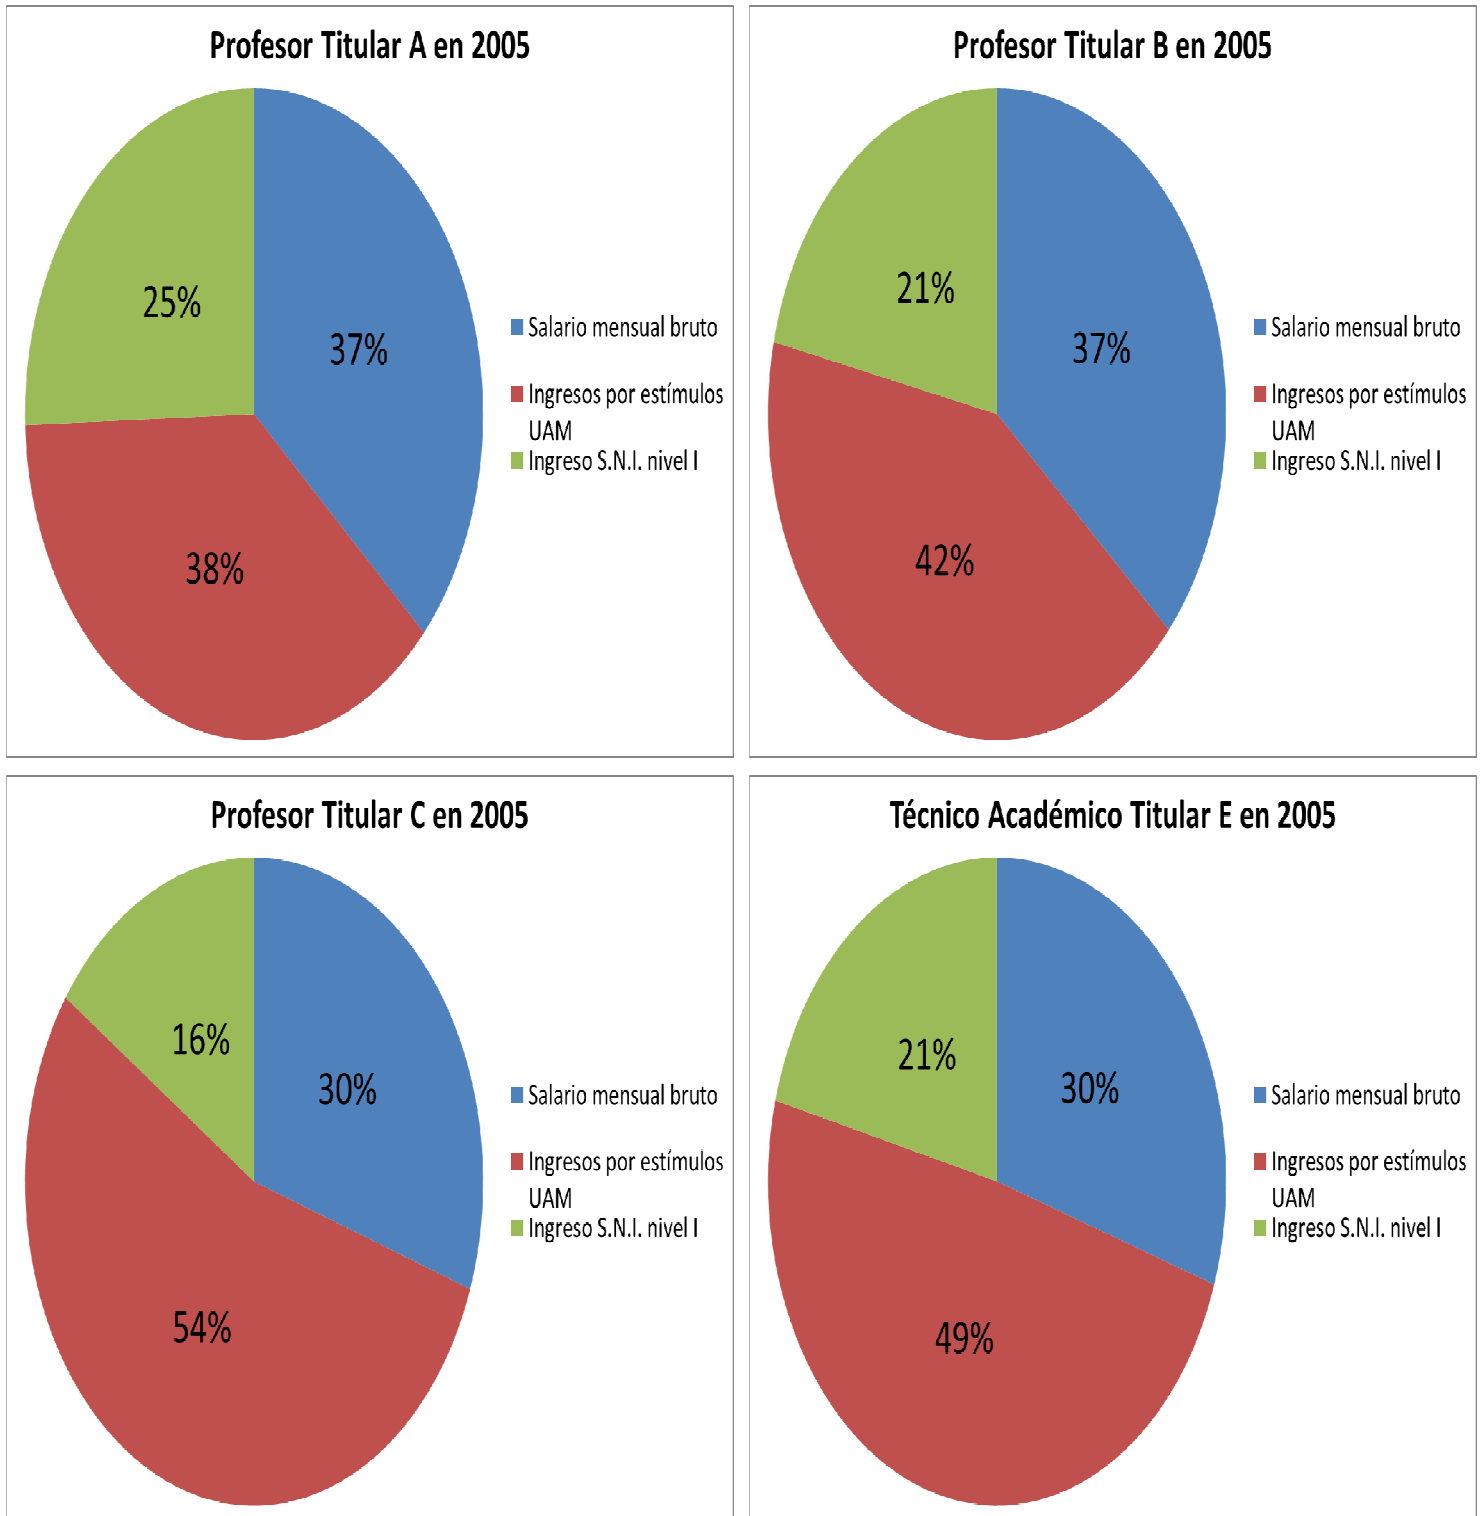 Profesor Titular A en 2005
25%
37%
38%
Salario mensual bruto
Ingresos por estímulos
UAM
Ingreso S.N.I. nivel I
Profesor Titular B en 2005
21%
37%
42%
Salario mensual bruto
Ingresos por estímulos
UAM
Ingreso S.N.I. nivel I
Profesor Titular C en 2005
16%
30%
54%
Salario mensual bruto
Ingresos por estímulos
UAM
Ingreso S.N.I. nivel I
Técnico Académico Titular E en 2005
21%
30%
49%
Salario mensual bruto
Ingresos por estímulos
UAM
Ingreso S.N.I. nivel I